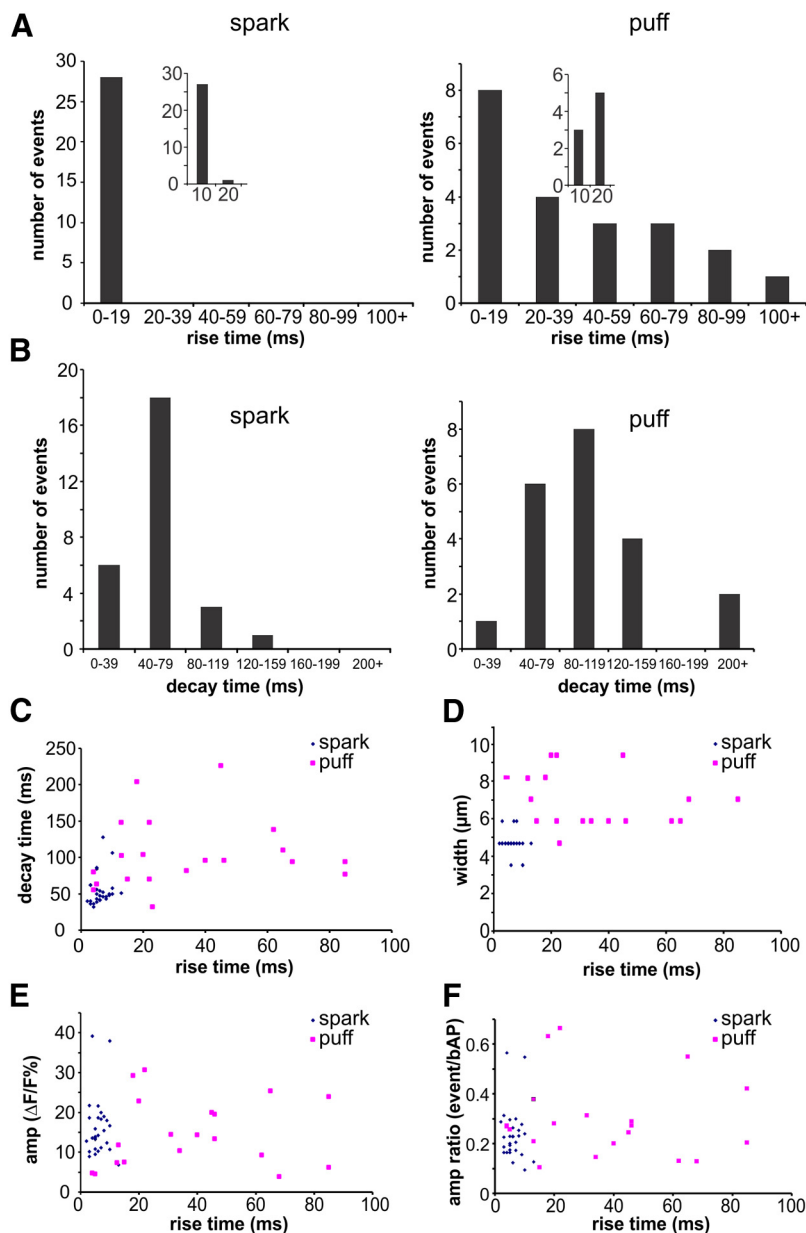 A
spark
puff
number of events
30
25
20
15
10
5
0
30
20
10
0
10 20
0-19 20-39 40-59 60-79 80-99 100+
rise time (ms)
number of events
8
6
4
2
0
6
5
4
3
2
1
0
10 20
0-19 20-39 40-59 60-79 80-99 100+
rise time (ms)
B
spark
number of events
20
18
14
10
6
4
0
0-39 40-79 80-119 120-159 160-199 200+
decay time (ms)
puff
number of events
8
6
4
2
0
0-39 40-79 80-119 120-159 160-199 200+
decay time (ms)
C
spark
puff
decay time (ms)
250
200
150
100
50
0
0 20 40 60 80 100
rise time (ms)
D
spark
puff
width (µm)
10
8
6
4
2
0
0 20 40 60 80 100
rise time (ms)
E
spark
puff
amp (ΔF/F%)
40
30
20
10
0
0 20 40 60 80 100
rise time (ms)
F
spark
puff
amp ratio (event/bAP)
0.6
0.4
0.2
0
0 20 40 60 80 100
rise time (ms)